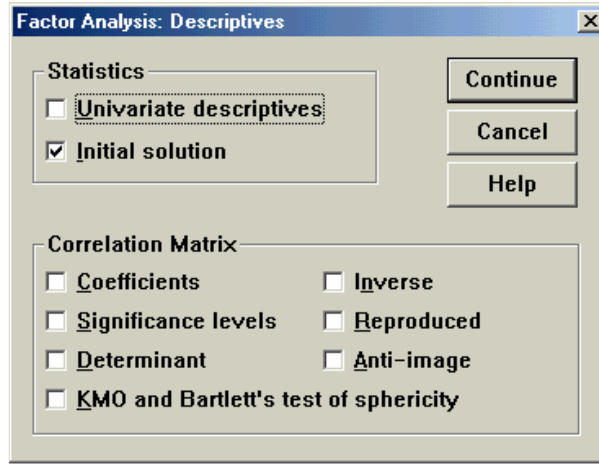 Factor Analysis: Descriptives
Statistics
Univariate descriptives
Initial solution
Continue
Cancel
Help
Correlation Matrix
Coefficients
Inverse
Significance levels
Reproduced
Determinant
Anti-image
KMO and Bartlett's test of sphericity